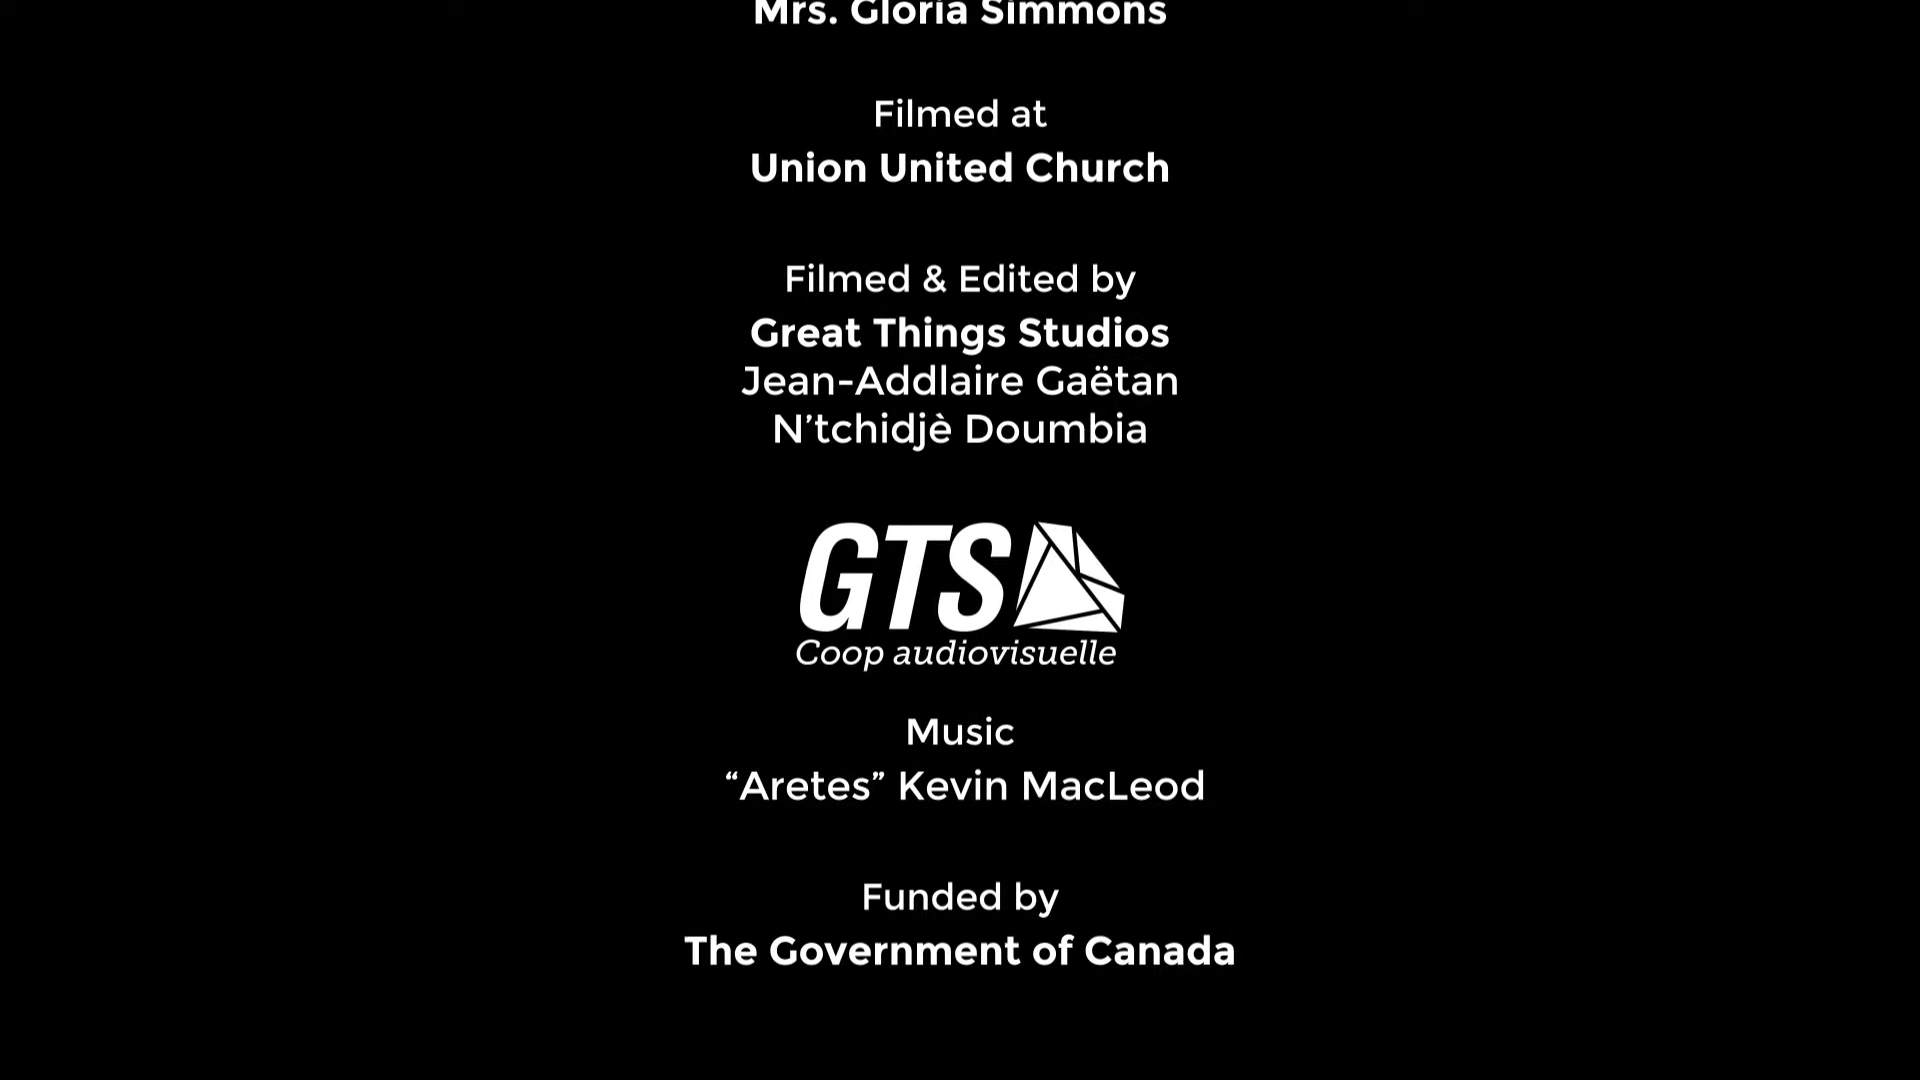 Mrs. Gloria Simmons
Filmed at
Union United Church
Filmed & Edited by
Great Things Studios
Jean-Addlaire Gaëtan
N’tchidjè Doumbia
GTS
Coop audiovisuelle
Music
“Aretes” Kevin MacLeod
Funded by
The Government of Canada